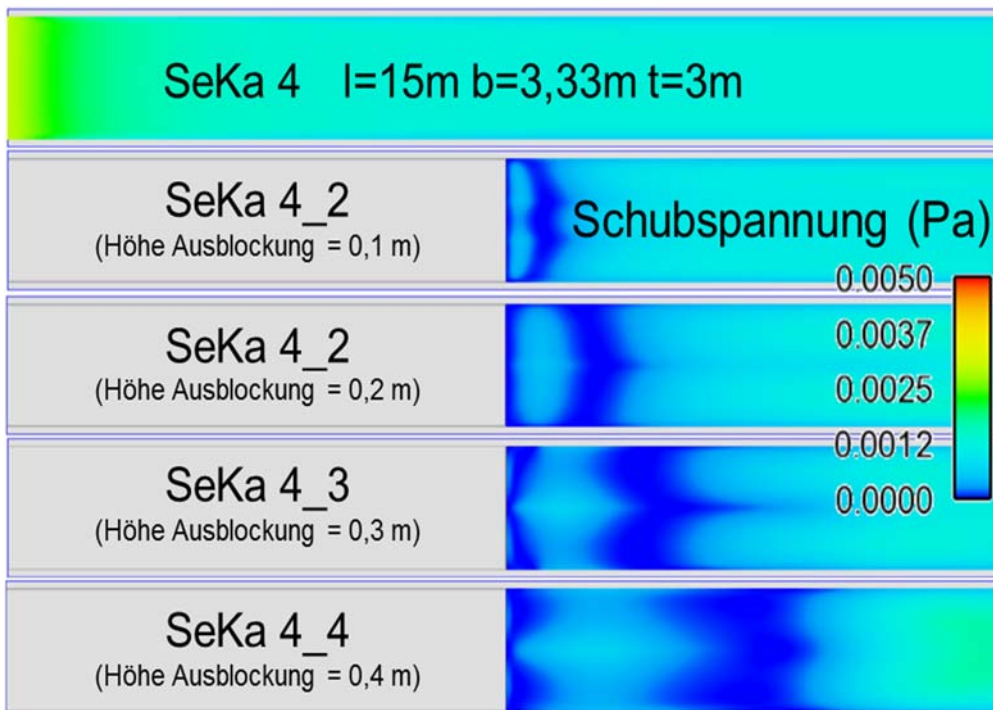 SeKa 4 l=15m b=3,33m t=3m
SeKa 4_2
(Höhe Ausblockung = 0,1 m)
Schubspannung (Pa)
0.0050
0.0037
0.0025
0.0012
0.0000
SeKa 4_2
(Höhe Ausblockung = 0,2 m)
SeKa 4_3
(Höhe Ausblockung = 0,3 m)
SeKa 4_4
(Höhe Ausblockung = 0,4 m)